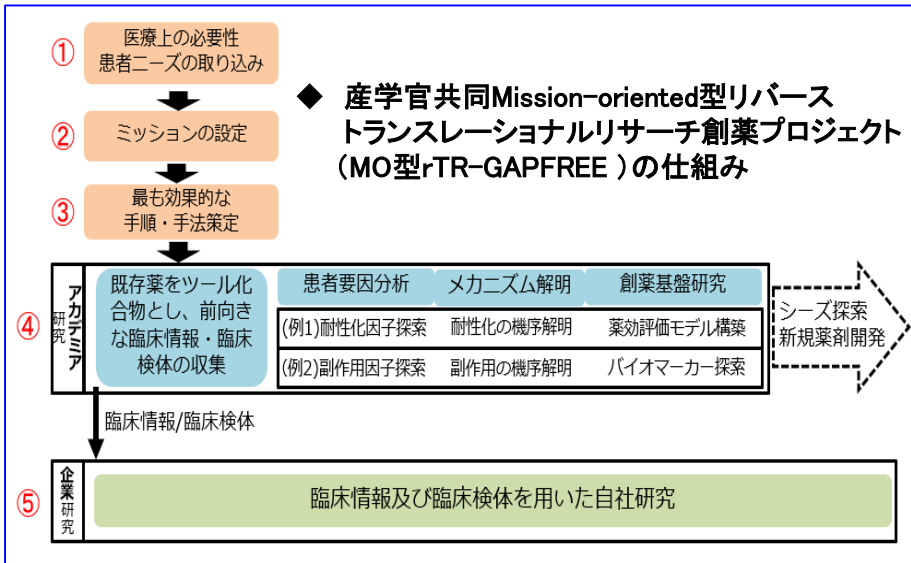 ①
医療上の必要性
患者ニーズの取り込み
◆ 産学官共同Mission-oriented型リバース
トランスレーショナルリサーチ創薬プロジェクト
(MO型rTR-GAPFREE )の仕組み
②
ミッションの設定
③
最も効果的な
手順・手法策定
④
アカデミア
研究
既存薬をツール化
合物とし、前向き
な臨床情報・臨床
検体の収集
患者要因分析 メカニズム解明 創薬基盤研究
(例1)耐性化因子探索 耐性化の機序解明 薬効評価モデル構築
(例2)副作用因子探索 副作用の機序解明 バイオマーカー探索
シーズ探索
新規薬剤開発
臨床情報/臨床検体
⑤
企業研究
臨床情報及び臨床検体を用いた自社研究